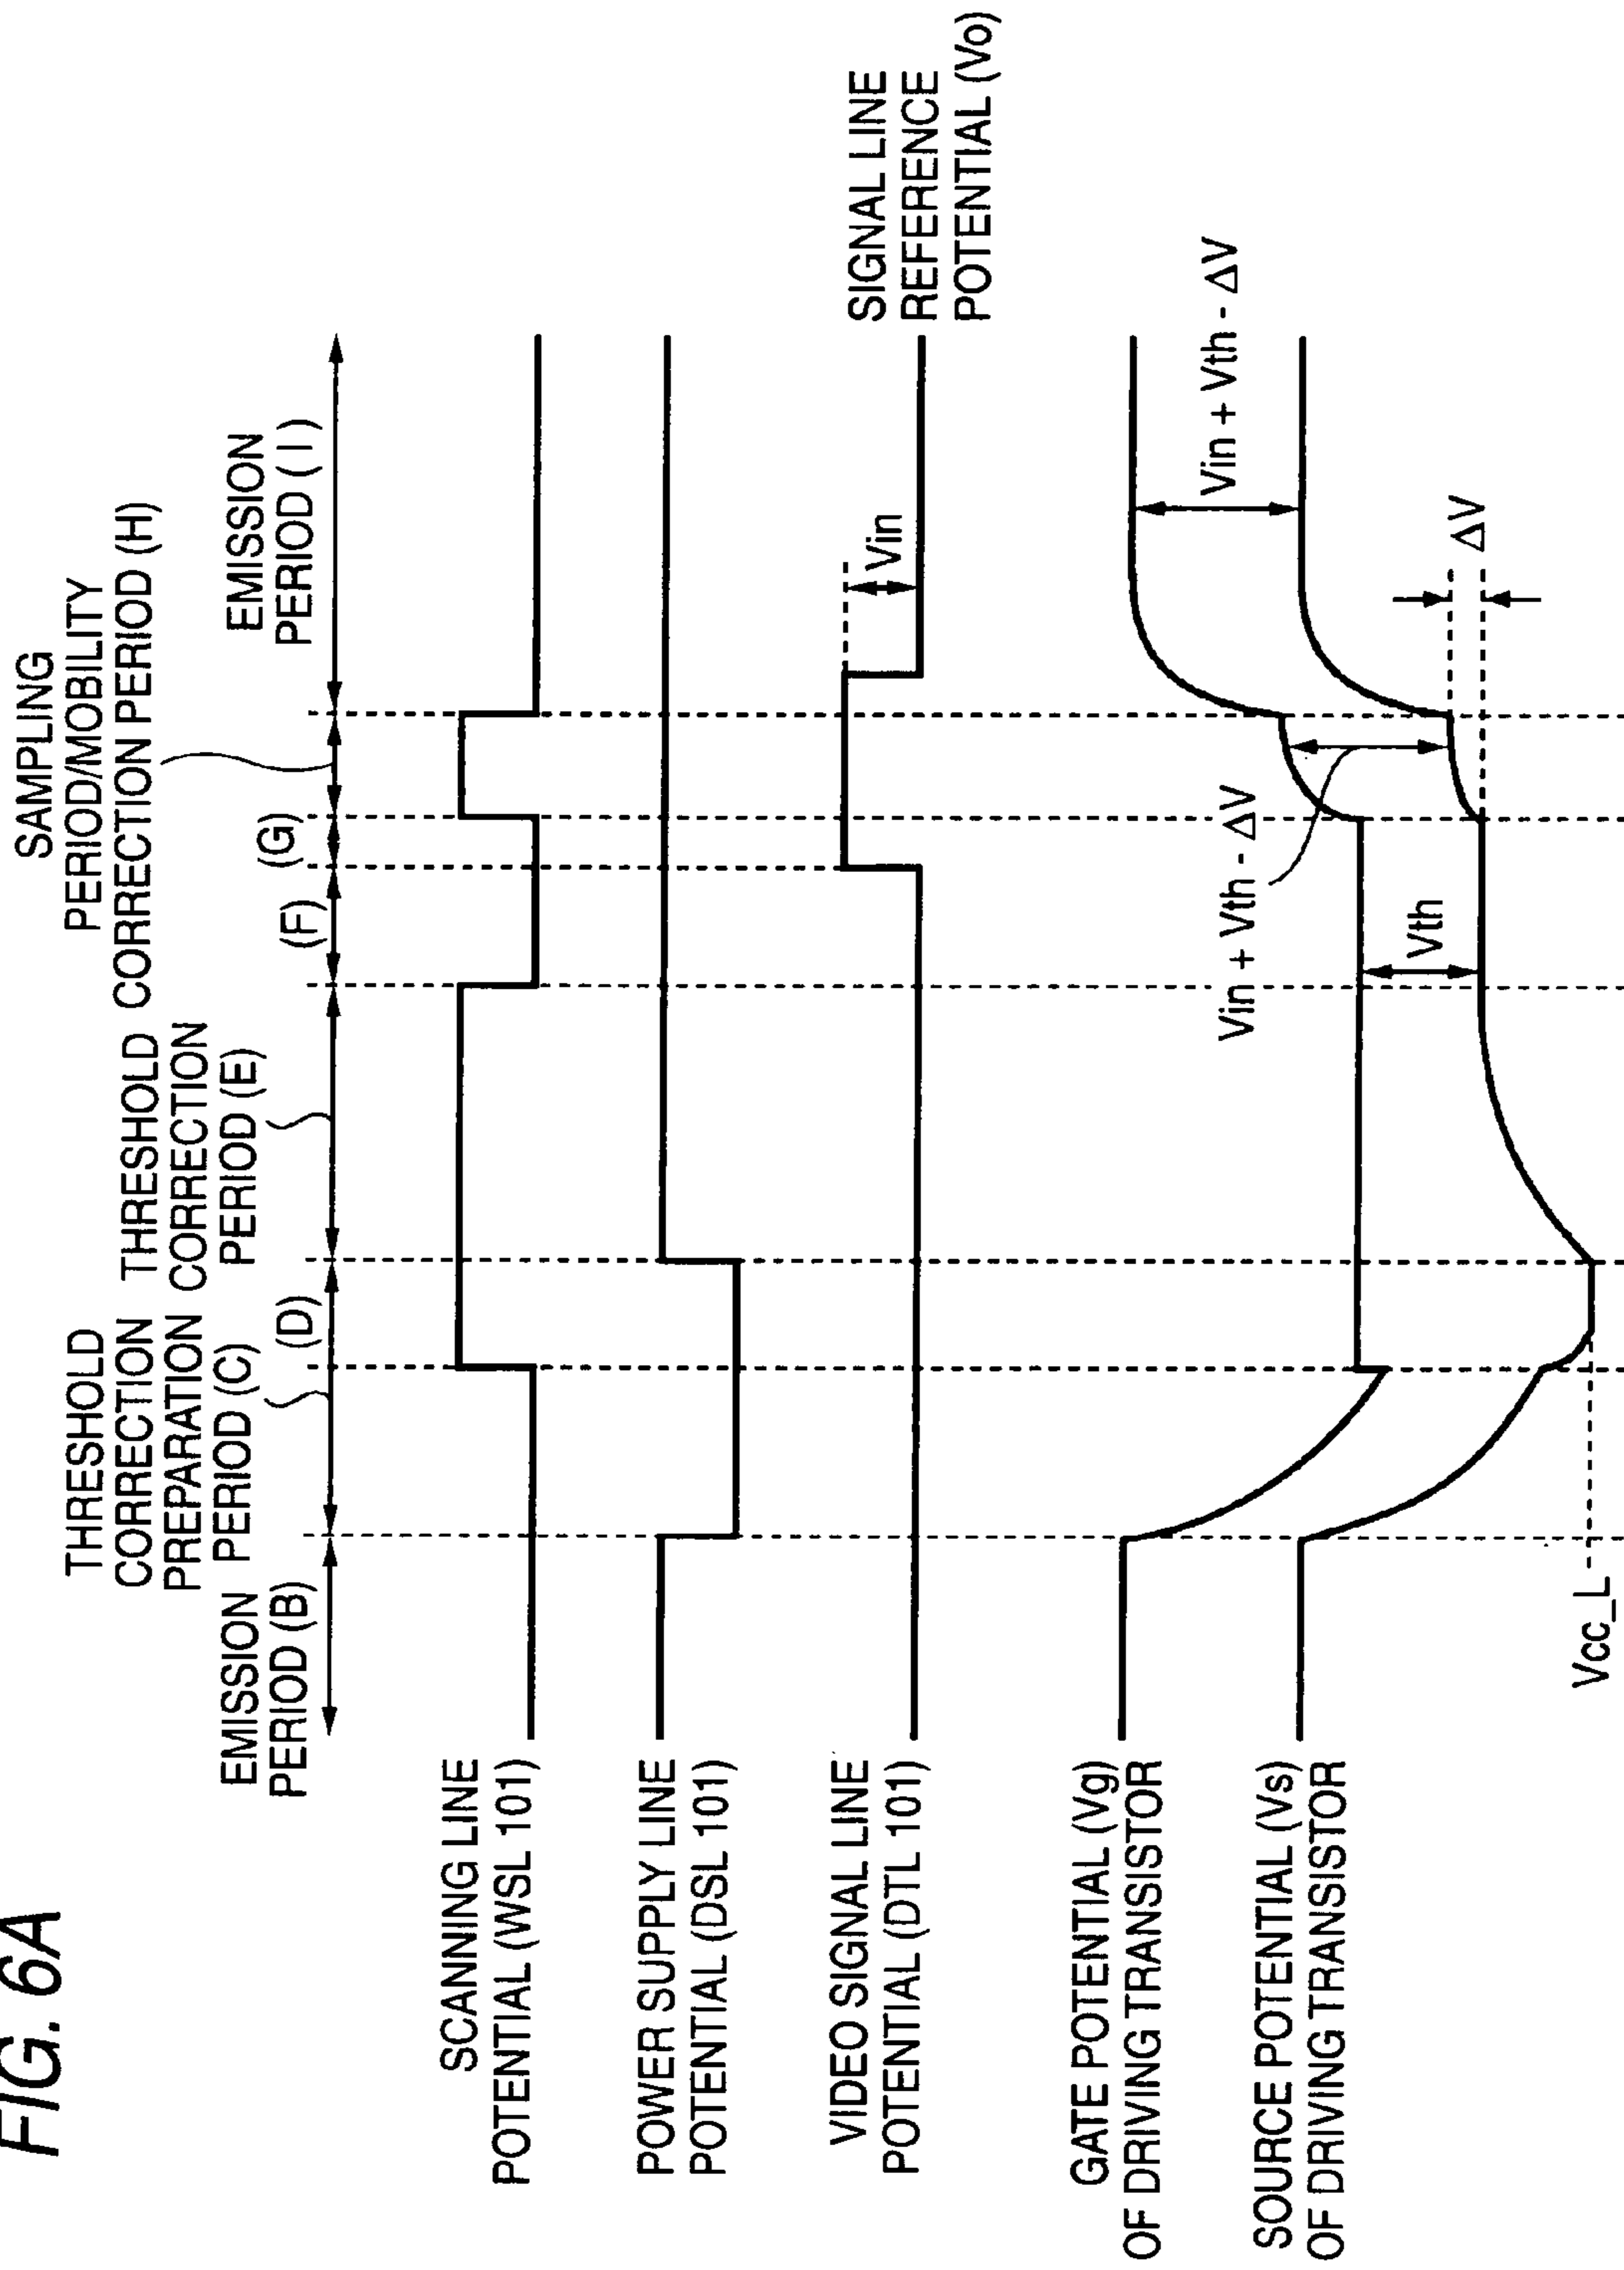 FIG. 6A
EMISSION
PERIOD (B)
THRESHOLD
CORRECTION
PREPARATION
PERIOD (C)
(D)
THRESHOLD
CORRECTION
PERIOD (E)
(F)
(G)
SAMPLING
PERIOD/MOBILITY
CORRECTION PERIOD (H)
EMISSION
PERIOD ( I )
SCANNING LINE
POTENTIAL (WSL 101)
POWER SUPPLY LINE
POTENTIAL (DSL 101)
VIDEO SIGNAL LINE
POTENTIAL (DTL 101)
Vin
SIGNAL LINE
REFERENCE
POTENTIAL (Vo)
GATE POTENTIAL (Vg)
OF DRIVING TRANSISTOR
Vin + Vth - ΔV
Vin + Vth - ΔV
SOURCE POTENTIAL (Vs)
OF DRIVING TRANSISTOR
Vth
ΔV
Vcc_L